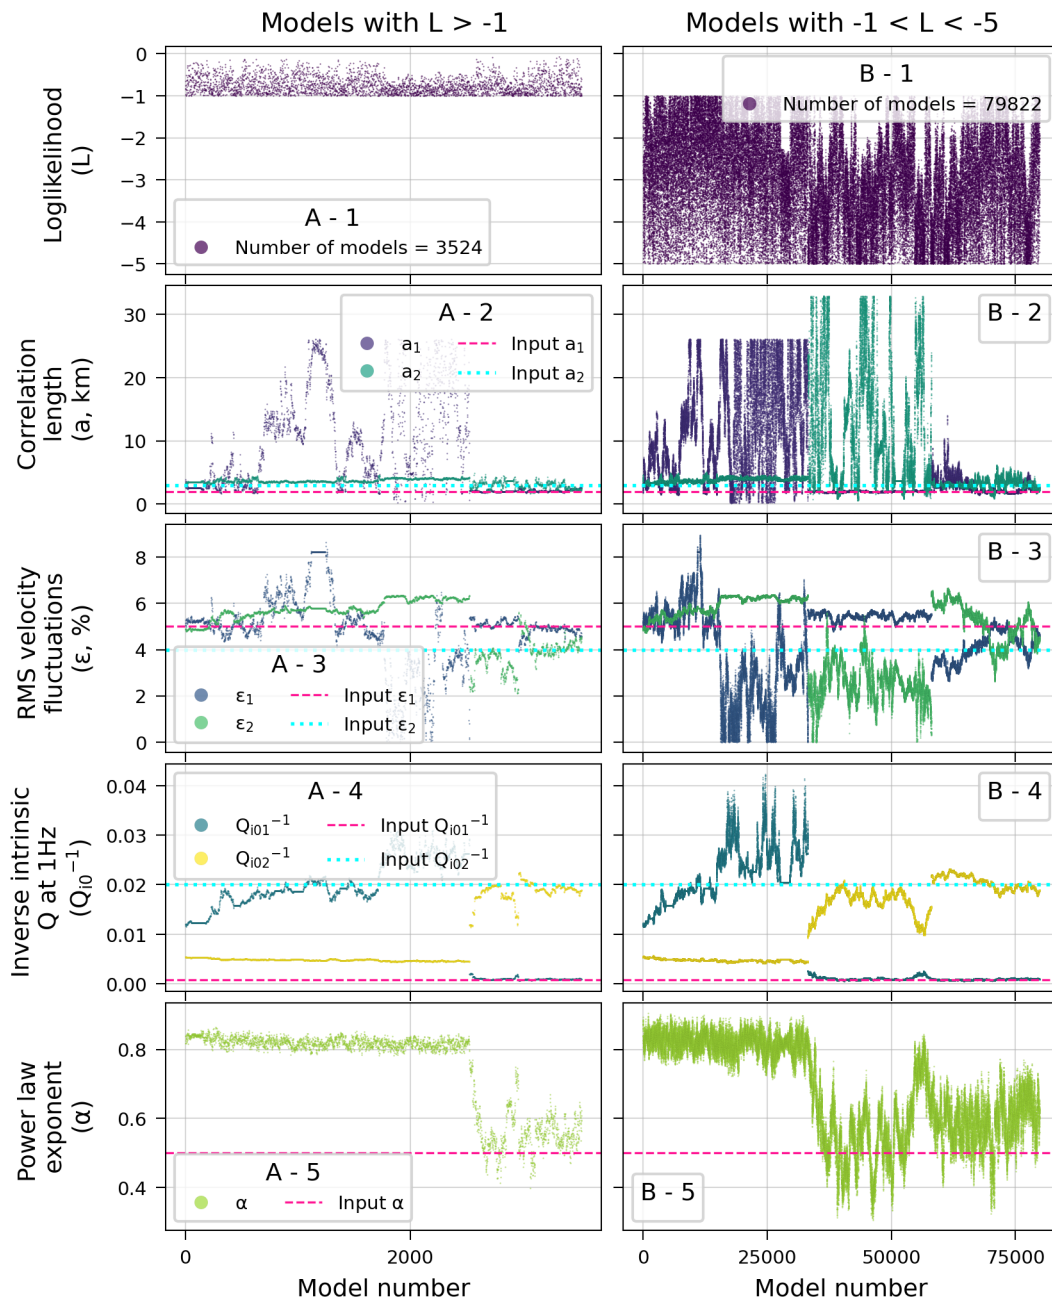 Models with L > -1
Models with -1 < L < -5
Loglikelihood
(L)
0
−1
−2
−3
−4
−5
A - 1
Number of models = 3524
B - 1
Number of models = 79822
Correlation
length
(a, km)
30
20
10
0
A - 2
a₁
a₂
Input a₁
Input a₂
B - 2
RMS velocity
fluctuations
(ε, %)
8
6
4
2
0
A - 3
ε₁
ε₂
Input ε₁
Input ε₂
B - 3
Inverse intrinsic
Q at 1Hz
(Qᵢ₀⁻¹)
0.04
0.03
0.02
0.01
0.00
A - 4
Qᵢ₀₁⁻¹
Qᵢ₀₂⁻¹
Input Qᵢ₀₁⁻¹
Input Qᵢ₀₂⁻¹
B - 4
Power law
exponent
(α)
0.8
0.6
0.4
A - 5
α
Input α
B - 5
0
2000
0
25000
50000
75000
Model number
Model number